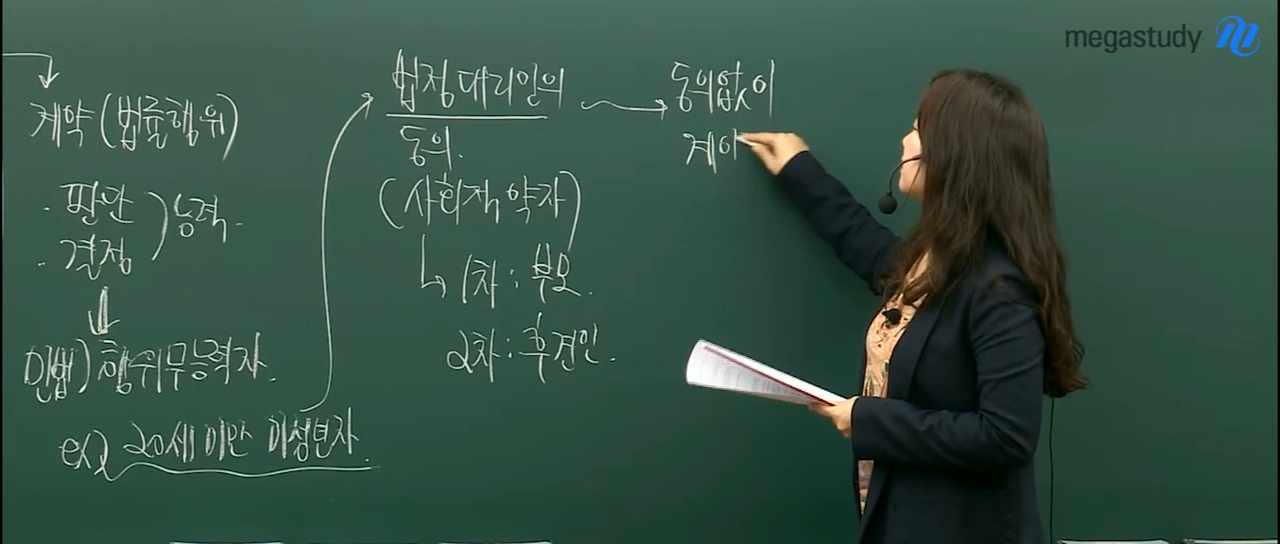 megastudy
계약 (법률행위)
· 판단
· 결정
) 능력.
민법) 행위무능력자.
ex) 20세 미만 미성년자.
법정대리인의
동의.
(사회적 약자)
1차 : 부모.
2차 : 후견인.
동의없이
계이